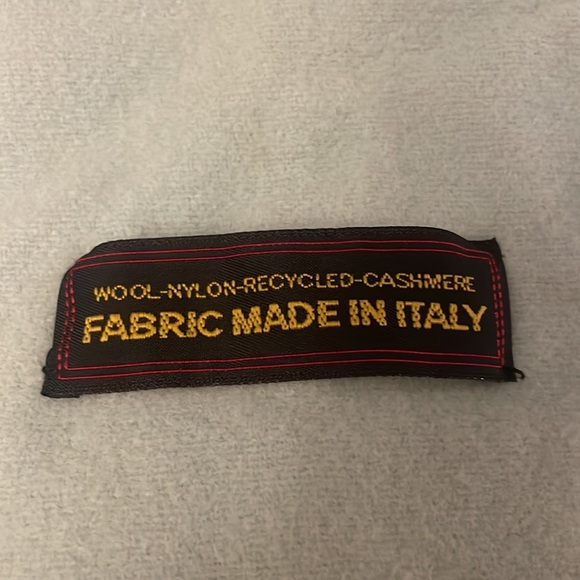 WOOL-NYLON-RECYCLED-CASHMERE
FABRIC MADE IN ITALY